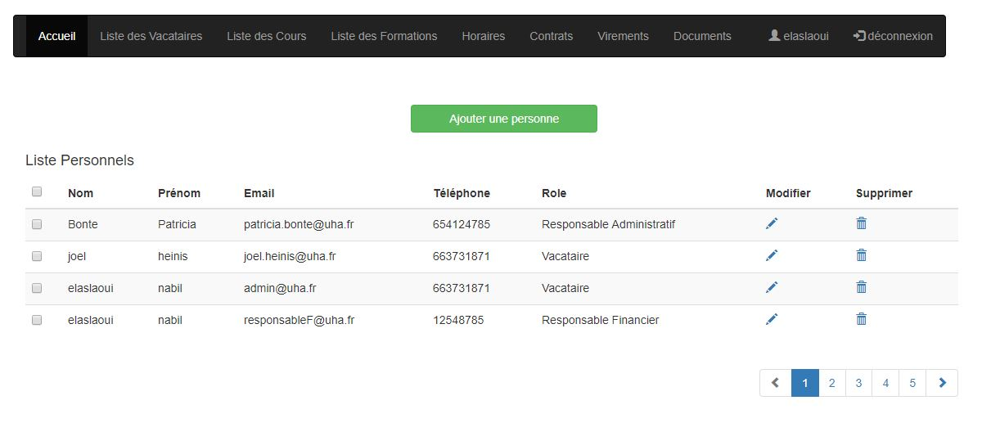 Accueil Liste des Vacataires Liste des Cours Liste des Formations Horaires Contrats Virements Documents elaslaoui déconnexion
Ajouter une personne
Liste Personnels
Nom Prénom Email Téléphone Role Modifier Supprimer
Bonte Patricia patricia.bonte@uha.fr 654124785 Responsable Administratif
joel heinis joel.heinis@uha.fr 663731871 Vacataire
elaslaoui nabil admin@uha.fr 663731871 Vacataire
elaslaoui nabil responsableF@uha.fr 12548785 Responsable Financier
1 2 3 4 5